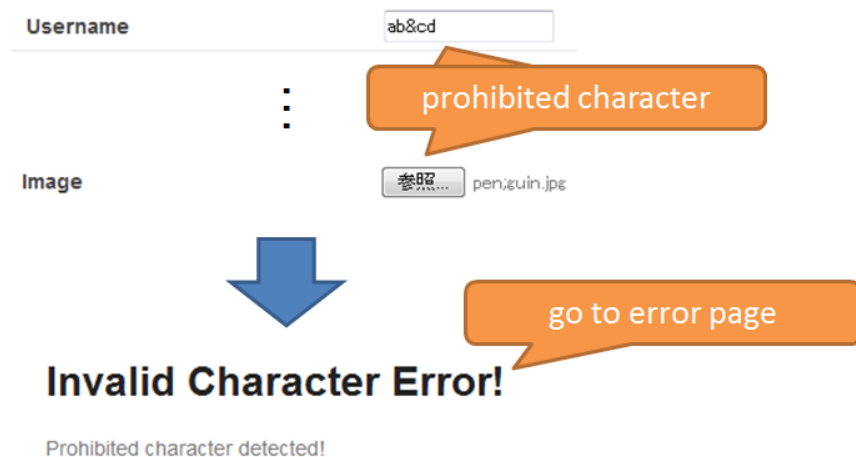 Username ab&cd
prohibited character
Image 参照... pen;guin.jpg
go to error page
Invalid Character Error!
Prohibited character detected!